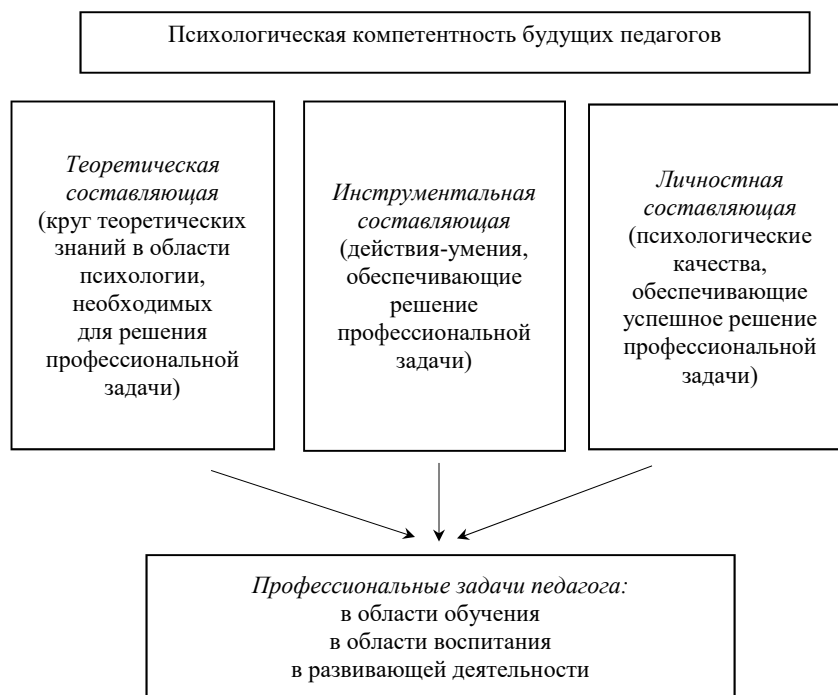 Психологическая компетентность будущих педагогов
Теоретическая
составляющая
(круг теоретических
знаний в области
психологии,
необходимых
для решения
профессиональной
задачи)
Инструментальная
составляющая
(действия-умения,
обеспечивающие
решение
профессиональной
задачи)
Личностная
составляющая
(психологические
качества,
обеспечивающие
успешное решение
профессиональной
задачи)
Профессиональные задачи педагога:
в области обучения
в области воспитания
в развивающей деятельности